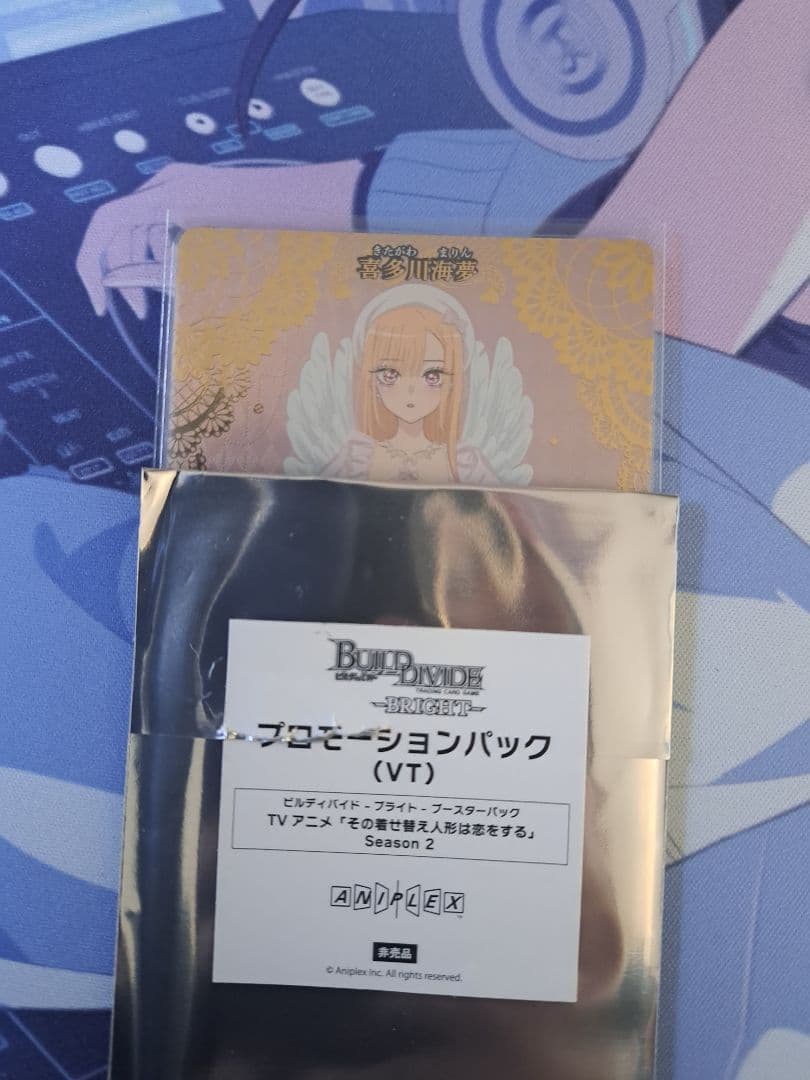 きたがわ まりん
喜多川海夢
BUILD DIVIDE
ビルディバイド
TRADING CARD GAME
-BRIGHT-
プロモーションパック
(VT)
ビルディバイド - ブライト - ブースターパック
TVアニメ「その着せ替え人形は恋をする」
Season 2
ANIPLEX
非売品
© Aniplex Inc. All rights reserved.